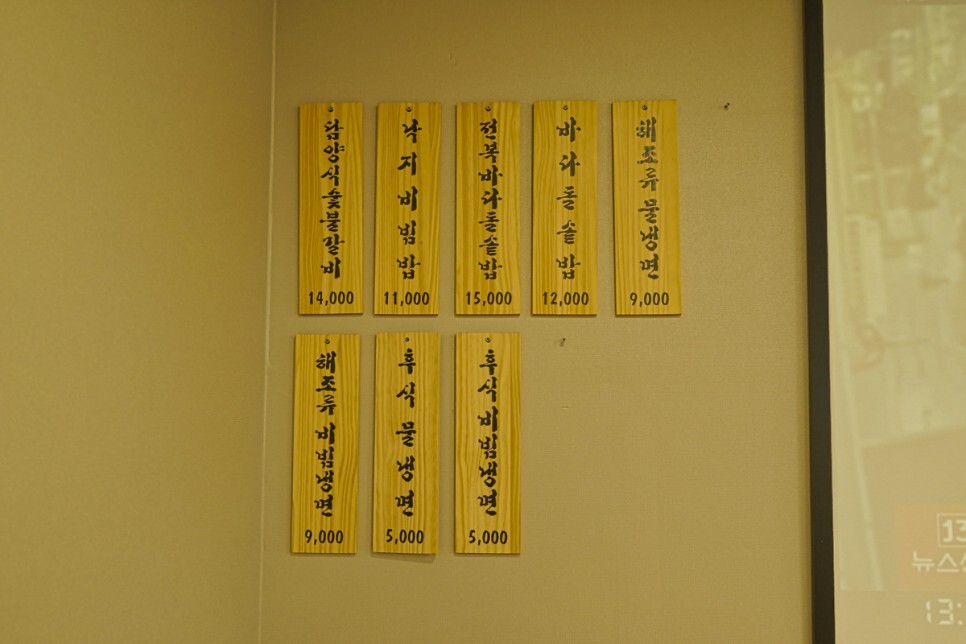 담양식숯불갈비
14,000
낙지비빔밥
11,000
전복바다돌솥밥
15,000
바다돌솥밥
12,000
해조류물냉면
9,000
해조류비빔냉면
9,000
후식물냉면
5,000
후식비빔냉면
5,000
13
뉴스
13: